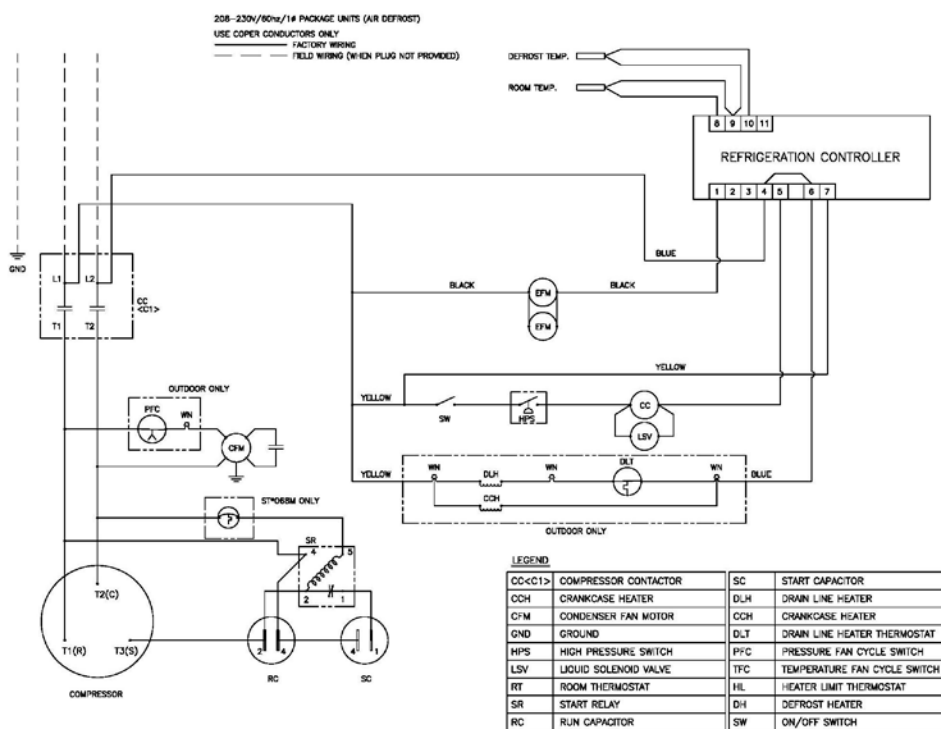 208-230V/60hz/1ø PACKAGE UNITS (AIR DEFROST)
USE COPER CONDUCTORS ONLY
FACTORY WIRING
FIELD WIRING (WHEN PLUG NOT PROVIDED)
DEFROST TEMP.
ROOM TEMP.
8 9 10 11
REFRIGERATION CONTROLLER
1 2 3 4 5 6 7
GND
L1 L2
CC
<C1>
T1 T2
BLUE
BLACK EFM BLACK
EFM
YELLOW
OUTDOOR ONLY
PFC WN
CFM
YELLOW SW HPS CC
LSV
YELLOW WN DLH WN DLT WN BLUE
CCH
OUTDOOR ONLY
ST*068M ONLY
SR 4 5
2 1
T2(C)
T1(R) T3(S)
COMPRESSOR
2 4
RC
4 1
SC
LEGEND
CC<C1> COMPRESSOR CONTACTOR SC START CAPACITOR
CCH CRANKCASE HEATER DLH DRAIN LINE HEATER
CFM CONDENSER FAN MOTOR CCH CRANKCASE HEATER
GND GROUND DLT DRAIN LINE HEATER THERMOSTAT
HPS HIGH PRESSURE SWITCH PFC PRESSURE FAN CYCLE SWITCH
LSV LIQUID SOLENOID VALVE TFC TEMPERATURE FAN CYCLE SWITCH
RT ROOM THERMOSTAT HL HEATER LIMIT THERMOSTAT
SR START RELAY DH DEFROST HEATER
RC RUN CAPACITOR SW ON/OFF SWITCH